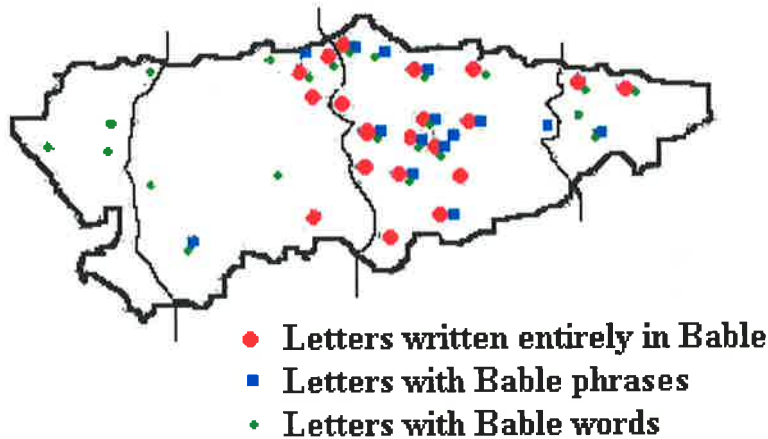 Letters written entirely in Bable
Letters with Bable phrases
Letters with Bable words